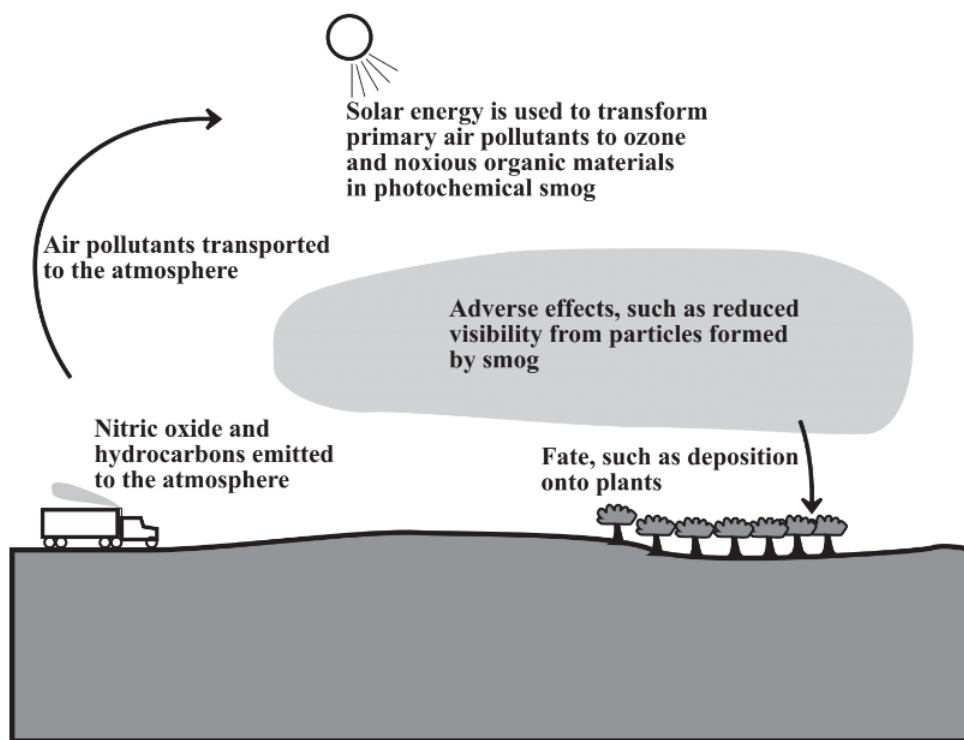 Solar energy is used to transform
primary air pollutants to ozone
and noxious organic materials
in photochemical smog
Air pollutants transported
to the atmosphere
Adverse effects, such as reduced
visibility from particles formed
by smog
Nitric oxide and
hydrocarbons emitted
to the atmosphere
Fate, such as deposition
onto plants